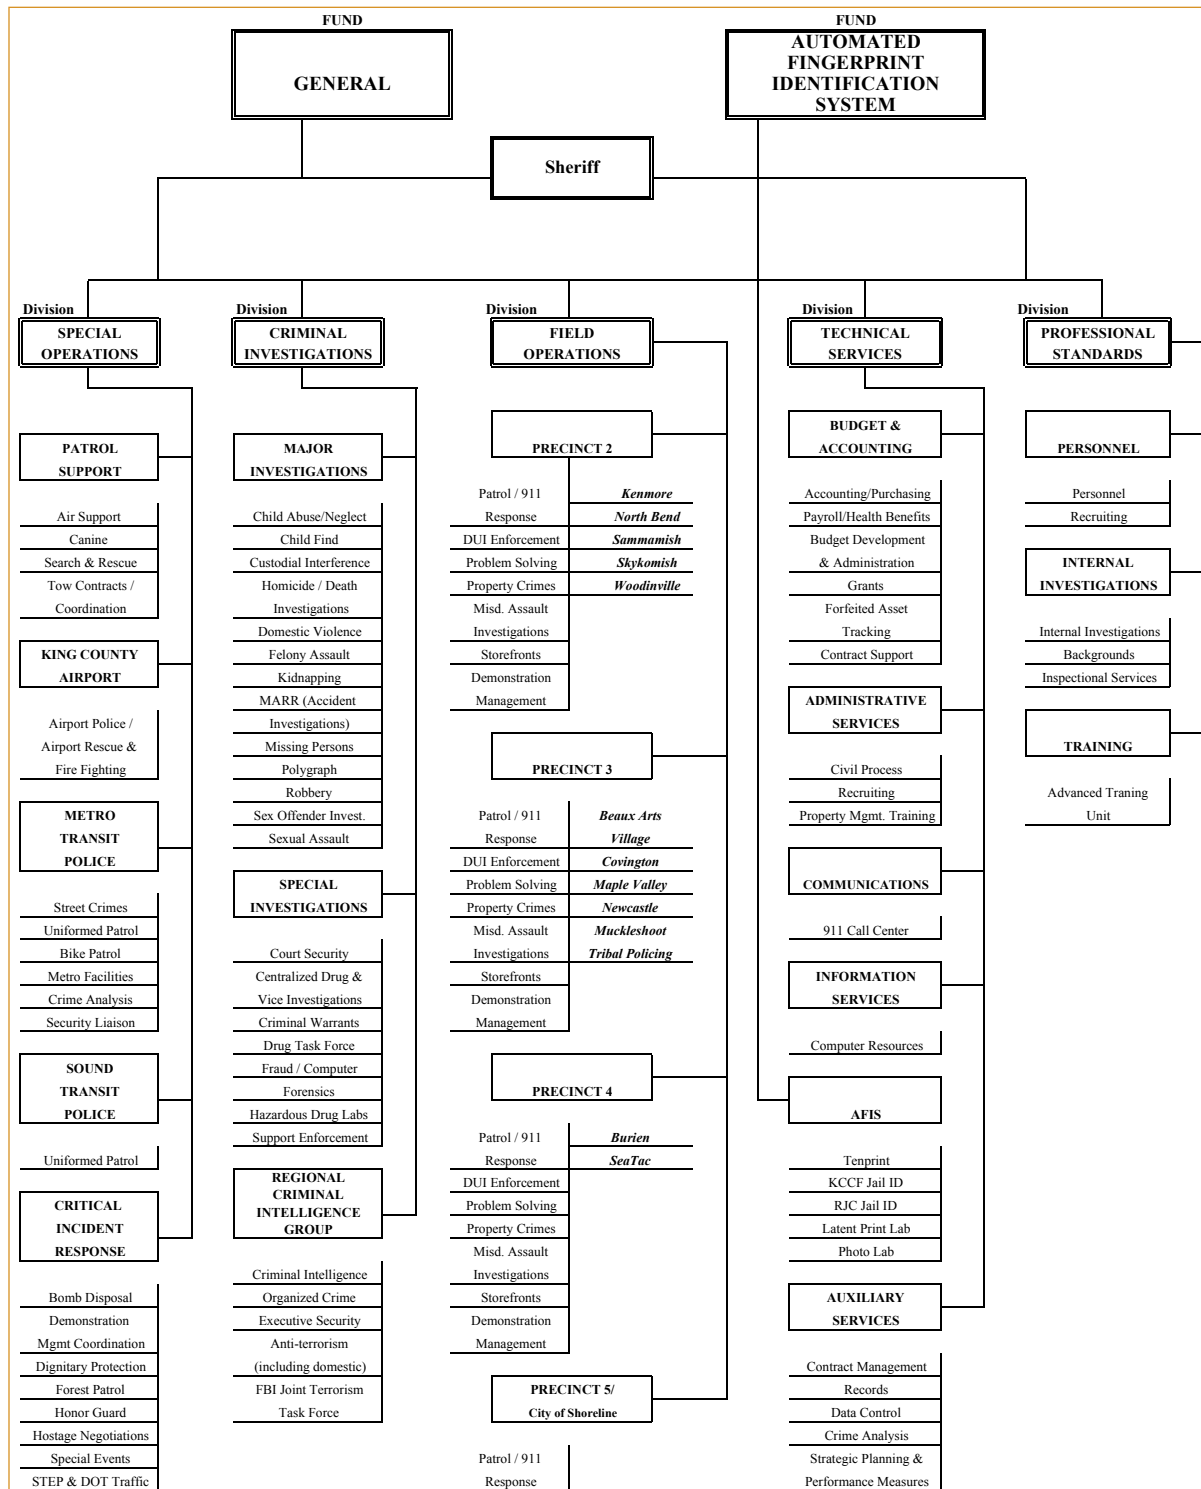 FUND
GENERAL
FUND
AUTOMATED
FINGERPRINT
IDENTIFICATION
SYSTEM
Sheriff
Division
SPECIAL
OPERATIONS
PATROL
SUPPORT
Air Support
Canine
Search & Rescue
Tow Contracts /
Coordination
KING COUNTY
AIRPORT
Airport Police /
Airport Rescue &
Fire Fighting
METRO
TRANSIT
POLICE
Street Crimes
Uniformed Patrol
Bike Patrol
Metro Facilities
Crime Analysis
Security Liaison
SOUND
TRANSIT
POLICE
Uniformed Patrol
CRITICAL
INCIDENT
RESPONSE
Bomb Disposal
Demonstration
Mgmt Coordination
Dignitary Protection
Forest Patrol
Honor Guard
Hostage Negotiations
Special Events
STEP & DOT Traffic
Division
CRIMINAL
INVESTIGATIONS
MAJOR
INVESTIGATIONS
Child Abuse/Neglect
Child Find
Custodial Interference
Homicide / Death
Investigations
Domestic Violence
Felony Assault
Kidnapping
MARR (Accident
Investigations)
Missing Persons
Polygraph
Robbery
Sex Offender Invest.
Sexual Assault
SPECIAL
INVESTIGATIONS
Court Security
Centralized Drug &
Vice Investigations
Criminal Warrants
Drug Task Force
Fraud / Computer
Forensics
Hazardous Drug Labs
Support Enforcement
REGIONAL
CRIMINAL
INTELLIGENCE
GROUP
Criminal Intelligence
Organized Crime
Executive Security
Anti-terrorism
(including domestic)
FBI Joint Terrorism
Task Force
Division
FIELD
OPERATIONS
PRECINCT 2
Patrol / 911
Response
DUI Enforcement
Problem Solving
Property Crimes
Misd. Assault
Investigations
Storefronts
Demonstration
Management
Kenmore
North Bend
Sammamish
Skykomish
Woodinville
PRECINCT 3
Patrol / 911
Response
DUI Enforcement
Problem Solving
Property Crimes
Misd. Assault
Investigations
Storefronts
Demonstration
Management
Beaux Arts
Village
Covington
Maple Valley
Newcastle
Muckleshoot
Tribal Policing
PRECINCT 4
Patrol / 911
Response
DUI Enforcement
Problem Solving
Property Crimes
Misd. Assault
Investigations
Storefronts
Demonstration
Management
Burien
SeaTac
PRECINCT 5/
City of Shoreline
Patrol / 911
Response
Division
TECHNICAL
SERVICES
BUDGET &
ACCOUNTING
Accounting/Purchasing
Payroll/Health Benefits
Budget Development
& Administration
Grants
Forfeited Asset
Tracking
Contract Support
ADMINISTRATIVE
SERVICES
Civil Process
Recruiting
Property Mgmt. Training
COMMUNICATIONS
911 Call Center
INFORMATION
SERVICES
Computer Resources
AFIS
Tenprint
KCCF Jail ID
RJC Jail ID
Latent Print Lab
Photo Lab
AUXILIARY
SERVICES
Contract Management
Records
Data Control
Crime Analysis
Strategic Planning &
Performance Measures
Division
PROFESSIONAL
STANDARDS
PERSONNEL
Personnel
Recruiting
INTERNAL
INVESTIGATIONS
Internal Investigations
Backgrounds
Inspectional Services
TRAINING
Advanced Traning
Unit